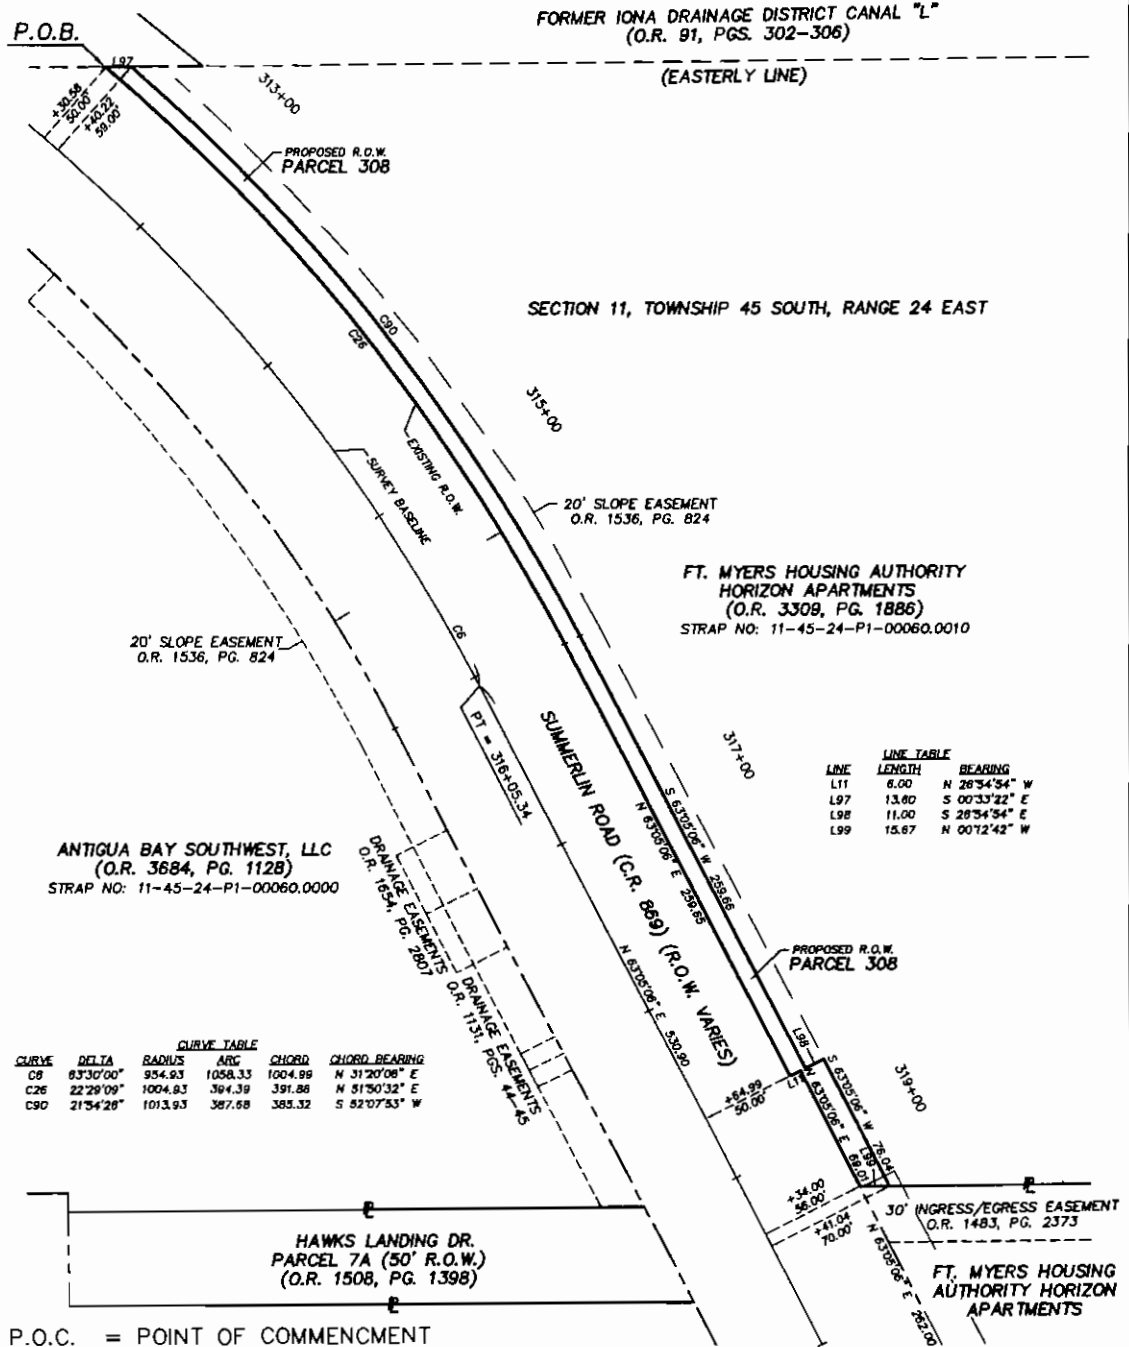 FORMER IONA DRAINAGE DISTRICT CANAL "L"
(O.R. 91, PGS. 302-306)
P.O.B.
(EASTERLY LINE)
L97
+30.58
50.00'
+40.22
59.00'
313+00
PROPOSED R.O.W.
PARCEL 308
SECTION 11, TOWNSHIP 45 SOUTH, RANGE 24 EAST
C90
C26
315+00
EXISTING R.O.W.
SURVEY BASELINE
20' SLOPE EASEMENT
O.R. 1536, PG. 824
FT. MYERS HOUSING AUTHORITY
HORIZON APARTMENTS
(O.R. 3309, PG. 1886)
STRAP NO: 11-45-24-P1-00060.0010
20' SLOPE EASEMENT
O.R. 1536, PG. 824
C6
PT = 316+05.34
SUMMERLIN ROAD (C.R. 869) (R.O.W. VARIES)
317+00
S 63°05'06" W 259.66
N 63°05'06" E 259.65
LINE TABLE
LINE LENGTH BEARING
L11 6.00 N 26°54'54" W
L97 13.60 S 00°33'22" E
L98 11.00 S 26°54'54" E
L99 15.67 N 00°12'42" W
ANTIGUA BAY SOUTHWEST, LLC
(O.R. 3684, PG. 1128)
STRAP NO: 11-45-24-P1-00060.0000
DRAINAGE EASEMENTS
O.R. 1654, PG. 2807
DRAINAGE EASEMENTS
O.R. 1131, PGS. 44-45
N 63°05'06" E 530.90
PROPOSED R.O.W.
PARCEL 308
L98
L11
S 63°05'06" W 76.04
N 63°05'06" E 69.01
L99
319+00
+64.99
50.00'
CURVE TABLE
CURVE DELTA RADIUS ARC CHORD CHORD BEARING
C6 63°30'00" 954.93 1058.33 1004.99 N 31°20'06" E
C26 22°29'09" 1004.93 394.39 391.86 N 51°50'32" E
C90 21°54'26" 1013.93 387.68 385.32 S 52°07'53" W
+34.00
56.00'
+41.04
70.00'
30' INGRESS/EGRESS EASEMENT
O.R. 1483, PG. 2373
N 63°05'06" E 262.00
HAWKS LANDING DR.
PARCEL 7A (50' R.O.W.)
(O.R. 1508, PG. 1398)
FT. MYERS HOUSING
AUTHORITY HORIZON
APARTMENTS
P.O.C. = POINT OF COMMENCMENT